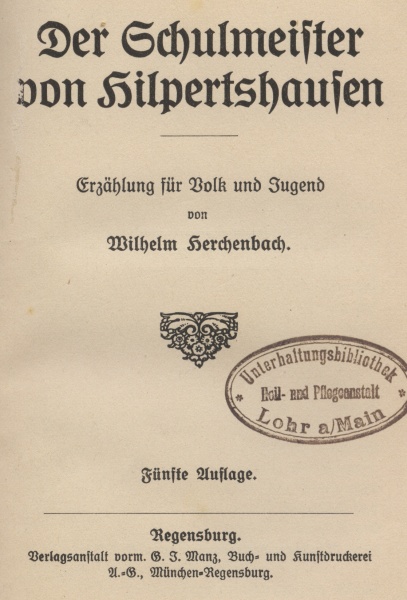 Der Schulmeiſter
von Hilpertshauſen
Erzählung für Volk und Jugend
von
Wilhelm Herchenbach.
Unterhaltungsbibliothek
Heil- und Pflegeanstalt
Lohr a/Main
Fünfte Auflage.
Regensburg.
Verlagsanſtalt vorm. G. J. Manz, Buch- und Kunſtdruckerei
A.-G., München-Regensburg.